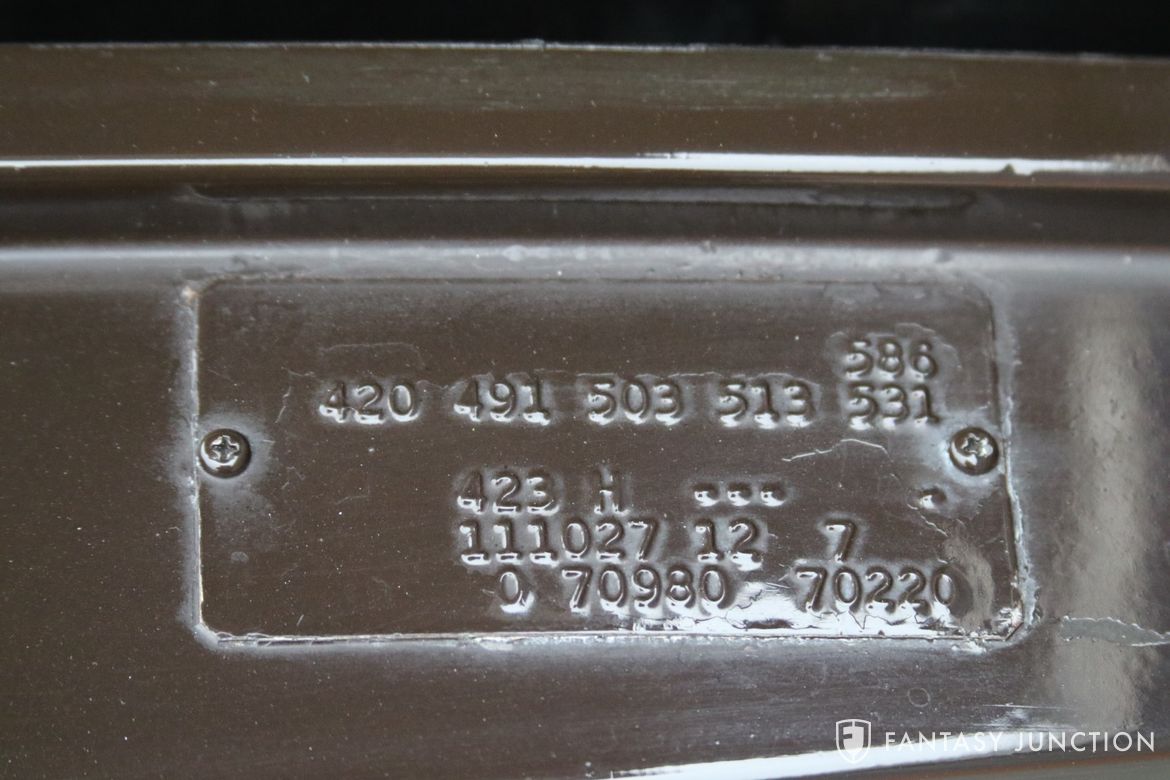 586
420 491 503 513 531
423 H --- -
111027 12 7
0 70980 70220
FANTASY JUNCTION